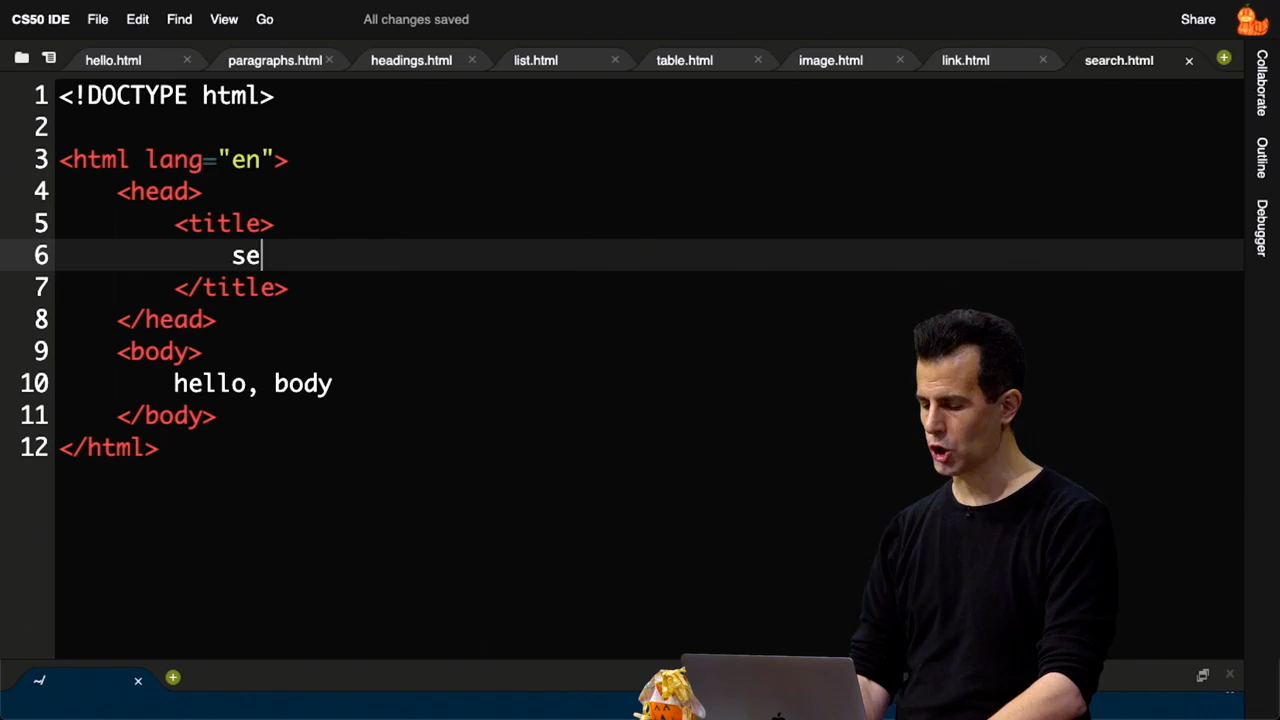 CS50 IDE File Edit Find View Go All changes saved Share
hello.html paragraphs.html headings.html list.html table.html image.html link.html search.html
Collaborate
Outline
Debugger
1 <!DOCTYPE html>
2
3 <html lang="en">
4 <head>
5 <title>
6 se
7 </title>
8 </head>
9 <body>
10 hello, body
11 </body>
12 </html>
~/